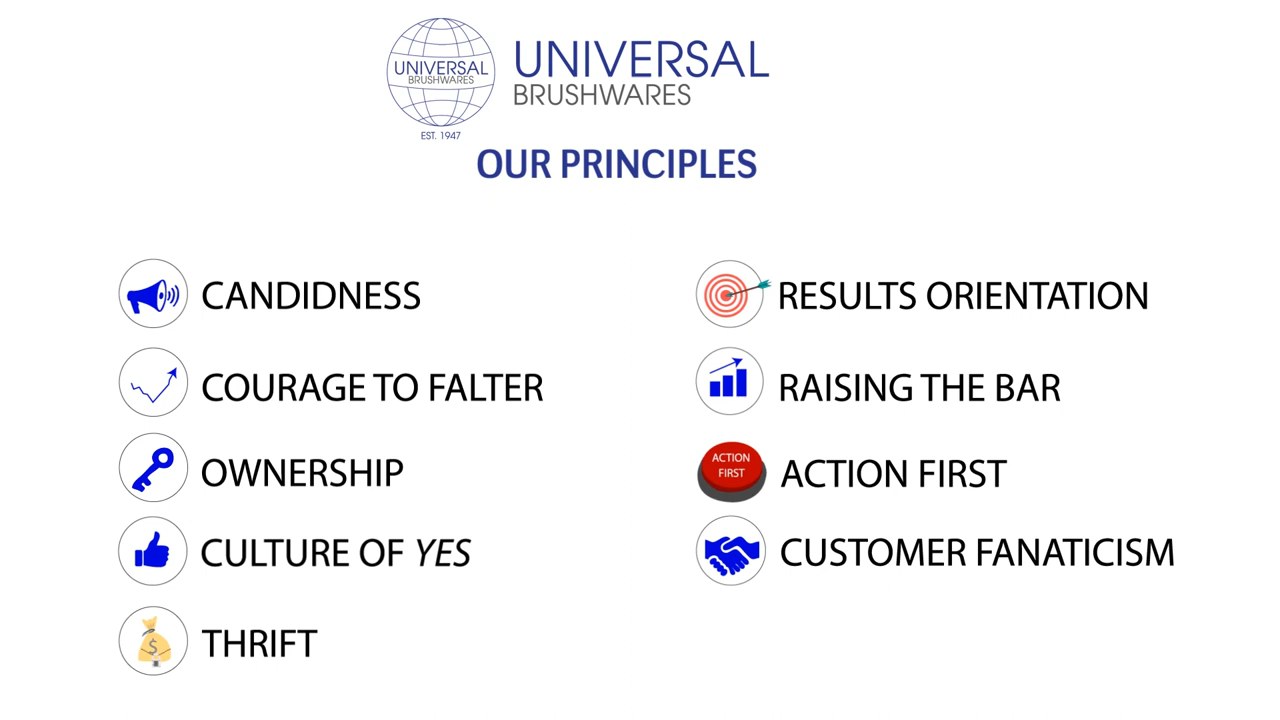 UNIVERSAL
BRUSHWARES
EST. 1947
UNIVERSAL
BRUSHWARES
OUR PRINCIPLES
CANDIDNESS
COURAGE TO FALTER
OWNERSHIP
CULTURE OF YES
$
THRIFT
RESULTS ORIENTATION
RAISING THE BAR
ACTION
FIRST
ACTION FIRST
CUSTOMER FANATICISM